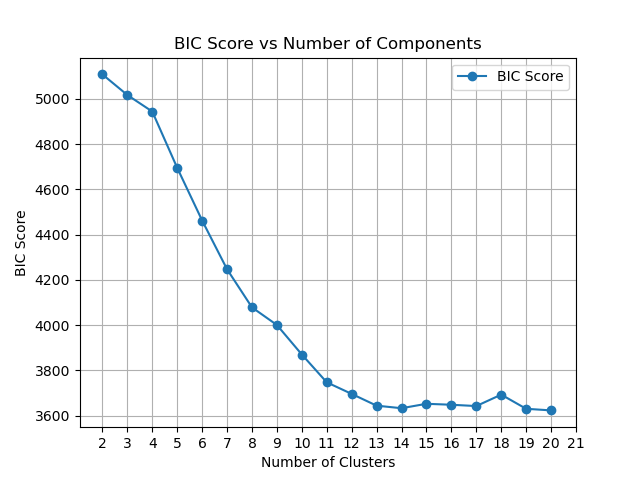 BIC Score vs Number of Components
BIC Score
5000
4800
4600
4400
4200
4000
3800
3600
BIC Score
2 3 4 5 6 7 8 9 10 11 12 13 14 15 16 17 18 19 20 21
Number of Clusters